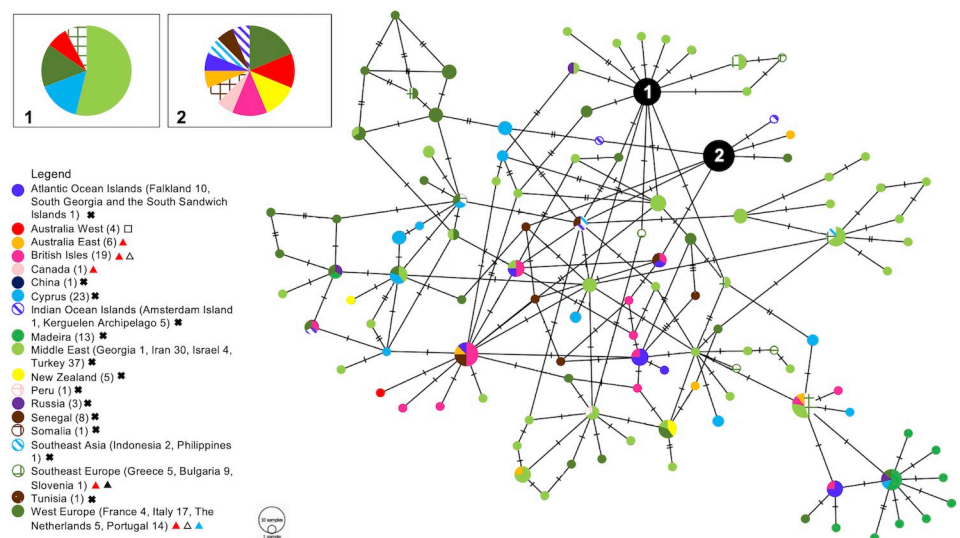 1
2
1
2
Legend
Atlantic Ocean Islands (Falkland 10,
South Georgia and the South Sandwich
Islands 1) ✖
Australia West (4) □
Australia East (6) ▲
British Isles (19) ▲ △
Canada (1) ▲
China (1) ✖
Cyprus (23) ✖
Indian Ocean Islands (Amsterdam Island
1, Kerguelen Archipelago 5) ✖
Madeira (13) ✖
Middle East (Georgia 1, Iran 30, Israel 4,
Turkey 37) ✖
New Zealand (5) ✖
Peru (1) ✖
Russia (3) ✖
Senegal (8) ✖
Somalia (1) ✖
Southeast Asia (Indonesia 2, Philippines
1) ✖
Southeast Europe (Greece 5, Bulgaria 9,
Slovenia 1) ▲ ▲
Tunisia (1) ✖
West Europe (France 4, Italy 17, The
Netherlands 5, Portugal 14) ▲ △ ▲
10 samples
1 sample